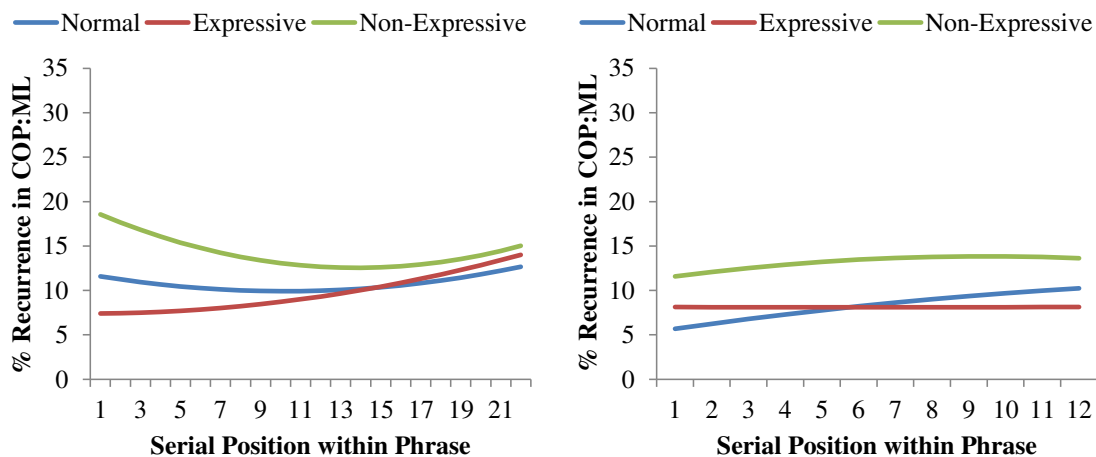 Normal Expressive Non-Expressive
35
30
25
20
15
10
5
0
% Recurrence in COP:ML
1 3 5 7 9 11 13 15 17 19 21
Serial Position within Phrase
Normal Expressive Non-Expressive
35
30
25
20
15
10
5
0
% Recurrence in COP:ML
1 2 3 4 5 6 7 8 9 10 11 12
Serial Position within Phrase